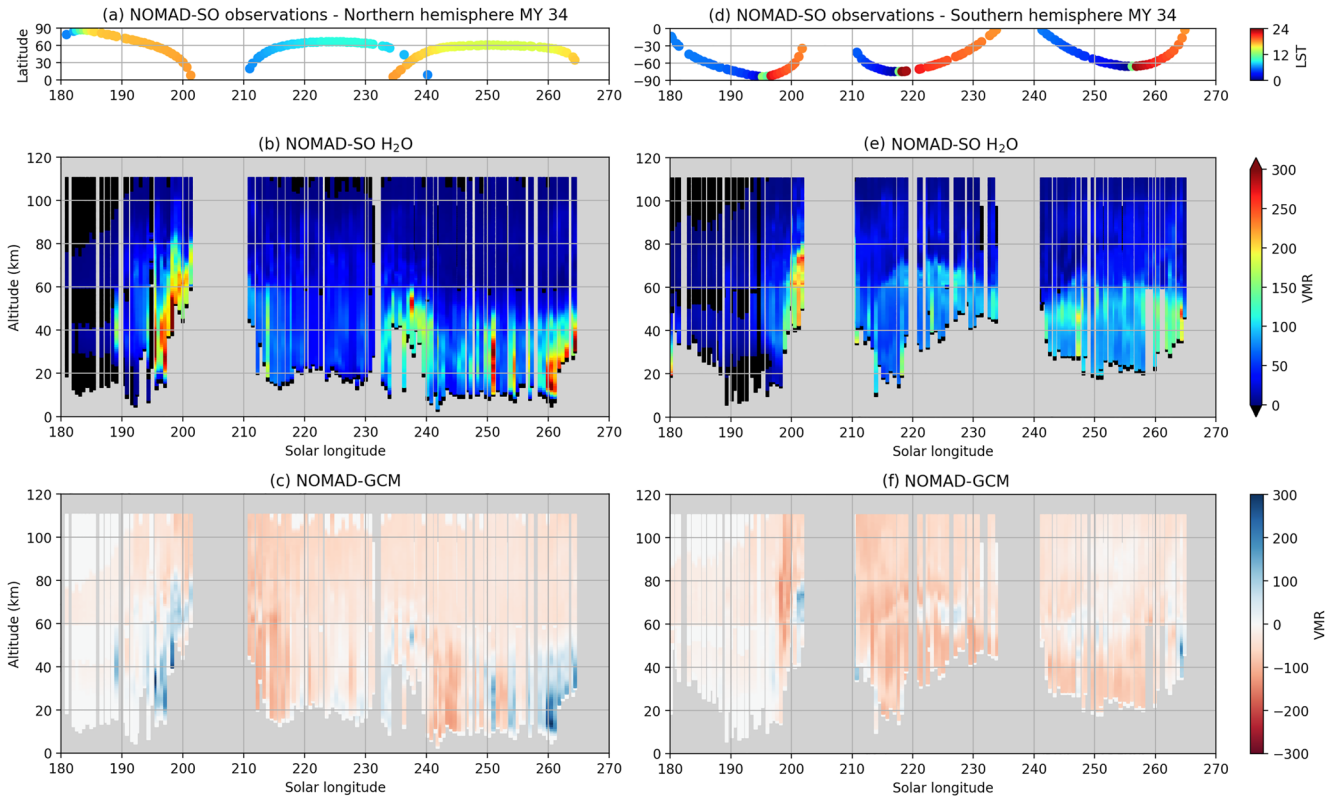 (a) NOMAD-SO observations - Northern hemisphere MY 34
Latitude
90
60
30
0
180 190 200 210 220 230 240 250 260 270
(d) NOMAD-SO observations - Southern hemisphere MY 34
0
−30
−60
−90
180 190 200 210 220 230 240 250 260 270
24
12
0
LST
(b) NOMAD-SO H₂O
Altitude (km)
120
100
80
60
40
20
0
180 190 200 210 220 230 240 250 260 270
Solar longitude
(e) NOMAD-SO H₂O
120
100
80
60
40
20
0
180 190 200 210 220 230 240 250 260 270
Solar longitude
300
250
200
150
100
50
0
VMR
(c) NOMAD-GCM
Altitude (km)
120
100
80
60
40
20
0
180 190 200 210 220 230 240 250 260 270
Solar longitude
(f) NOMAD-GCM
120
100
80
60
40
20
0
180 190 200 210 220 230 240 250 260 270
Solar longitude
300
200
100
0
−100
−200
−300
VMR